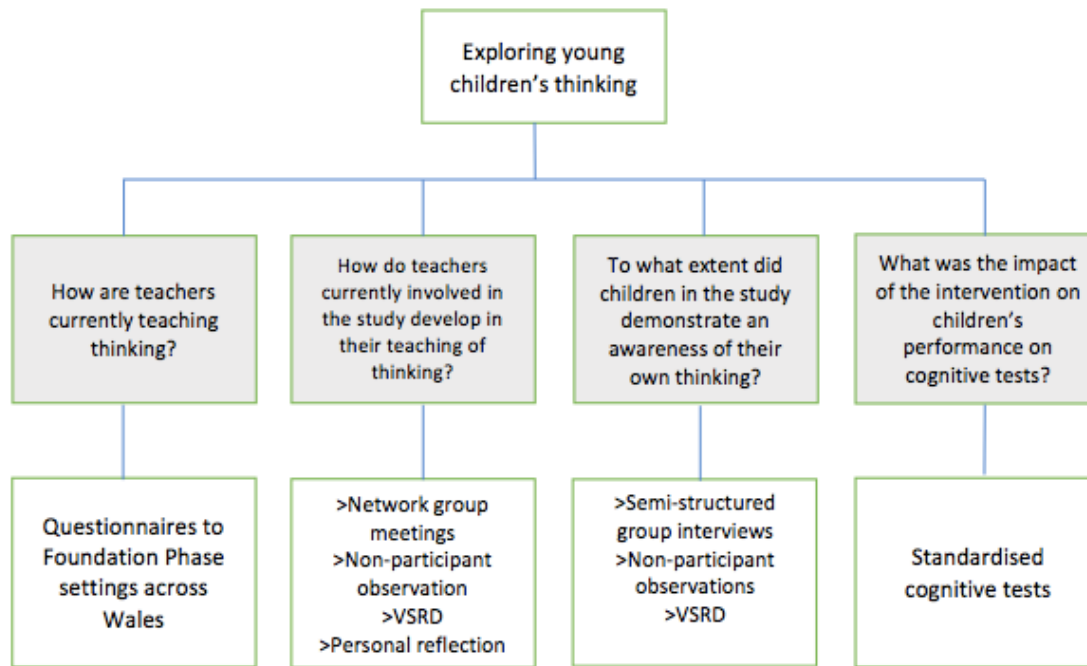 Exploring young
children’s thinking
How are teachers
currently teaching
thinking?
How do teachers
currently involved in
the study develop in
their teaching of
thinking?
To what extent did
children in the study
demonstrate an
awareness of their
own thinking?
What was the impact
of the intervention on
children’s
performance on
cognitive tests?
Questionnaires to
Foundation Phase
settings across
Wales
>Network group
meetings
>Non-participant
observation
>VSRD
>Personal reflection
>Semi-structured
group interviews
>Non-participant
observations
>VSRD
Standardised
cognitive tests